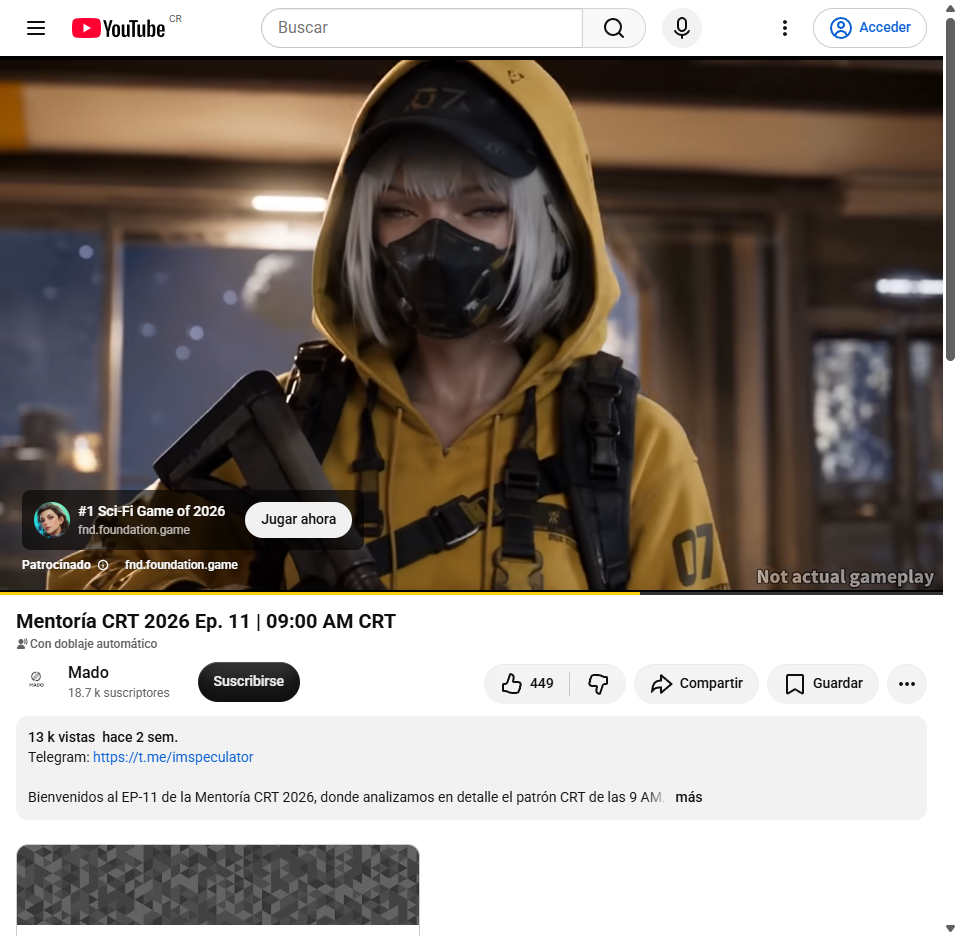 YouTube CR
Buscar
Acceder
07
#1 Sci-Fi Game of 2026
fnd.foundation.game
Jugar ahora
Patrocinado
fnd.foundation.game
07
Not actual gameplay
Mentoría CRT 2026 Ep. 11 | 09:00 AM CRT
Con doblaje automático
MADO
Mado
18.7 k suscriptores
Suscribirse
449
Compartir
Guardar
13 k vistas hace 2 sem.
Telegram: https://t.me/imspeculator
Bienvenidos al EP-11 de la Mentoría CRT 2026, donde analizamos en detalle el patrón CRT de las 9 AM. más